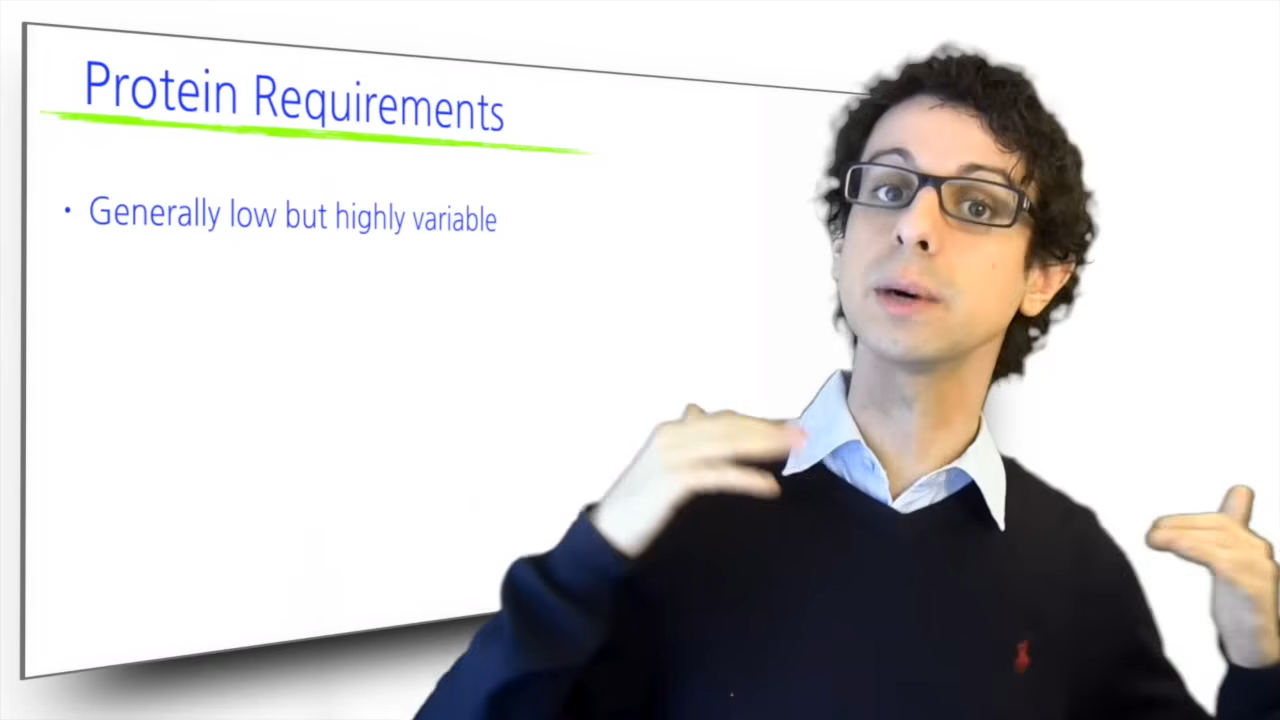 Protein Requirements
• Generally low but highly variable